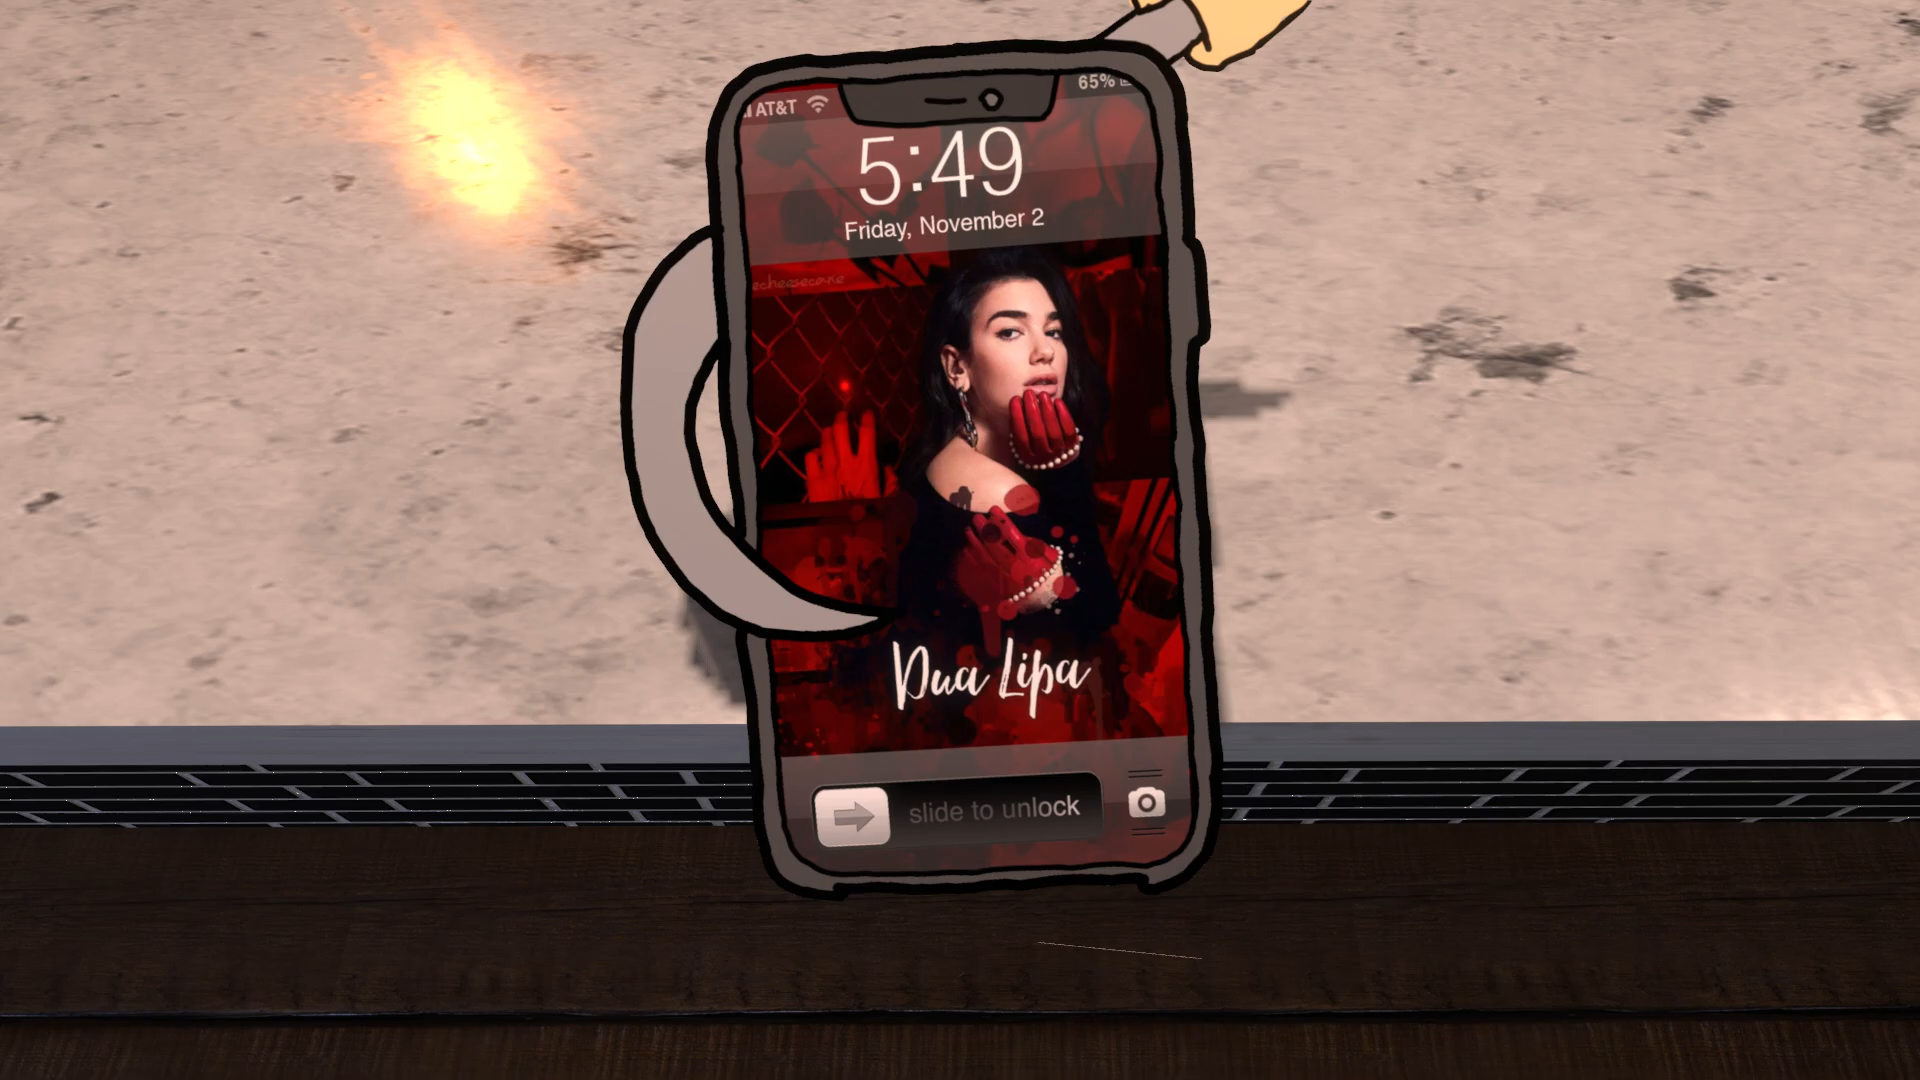 AT&T
65%
5:49
Friday, November 2
Dua Lipa
slide to unlock